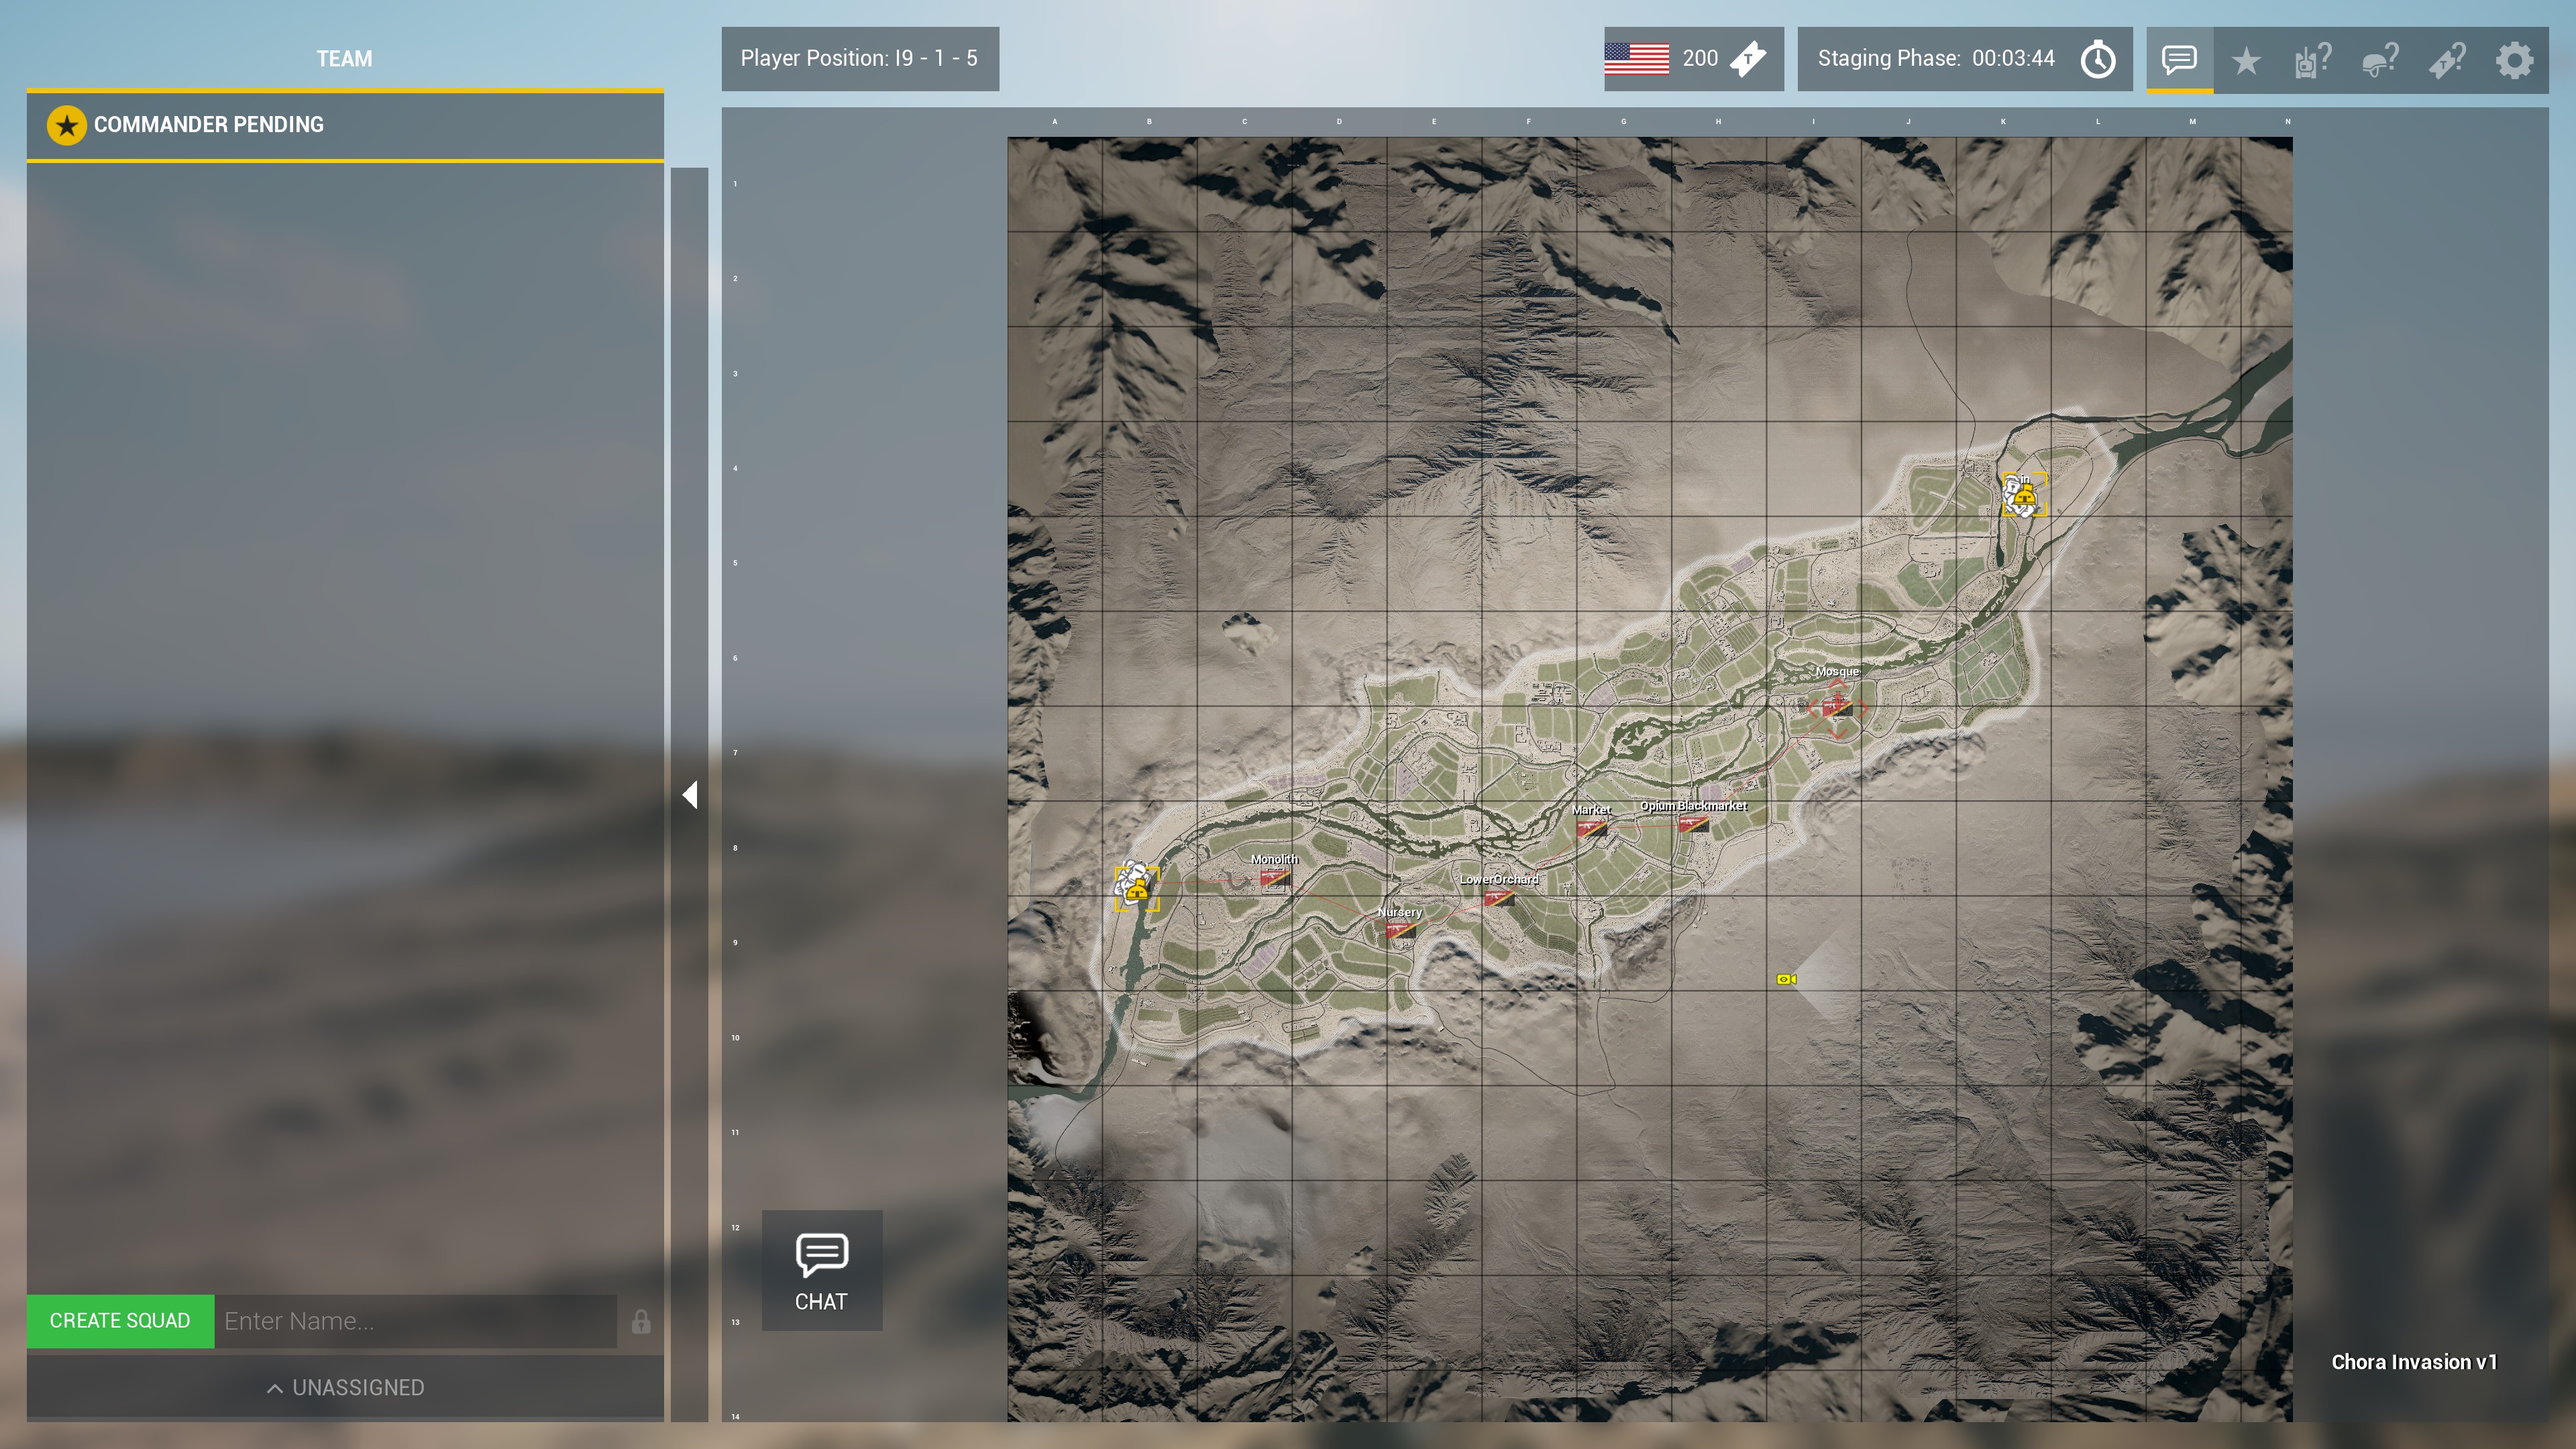 TEAM
Player Position: I9 - 1 - 5
200
T
Staging Phase: 00:03:44
COMMANDER PENDING
A B C D E F G H I J K L M N
1
2
3
4
5
6
7
8
9
10
11
12
13
14
Mosque
Market
Opium Blackmarket
Monolith
LowerOrchard
Nursery
CHAT
CREATE SQUAD
Enter Name...
UNASSIGNED
Chora Invasion v1